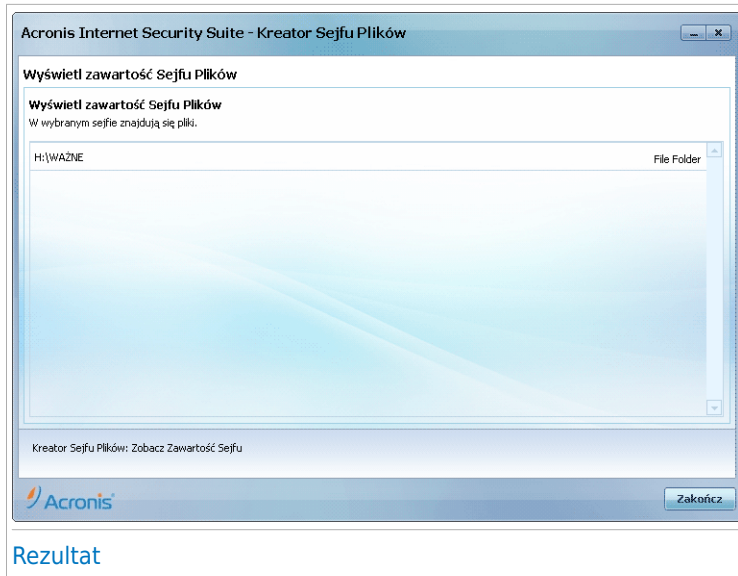 Acronis Internet Security Suite - Kreator Sejfu Plików
Wyświetl zawartość Sejfu Plików
Wyświetl zawartość Sejfu Plików
W wybranym sejfie znajdują się pliki.
H:\WAŻNE File Folder
Kreator Sejfu Plików: Zobacz Zawartość Sejfu
Acronis
Zakończ
Rezultat